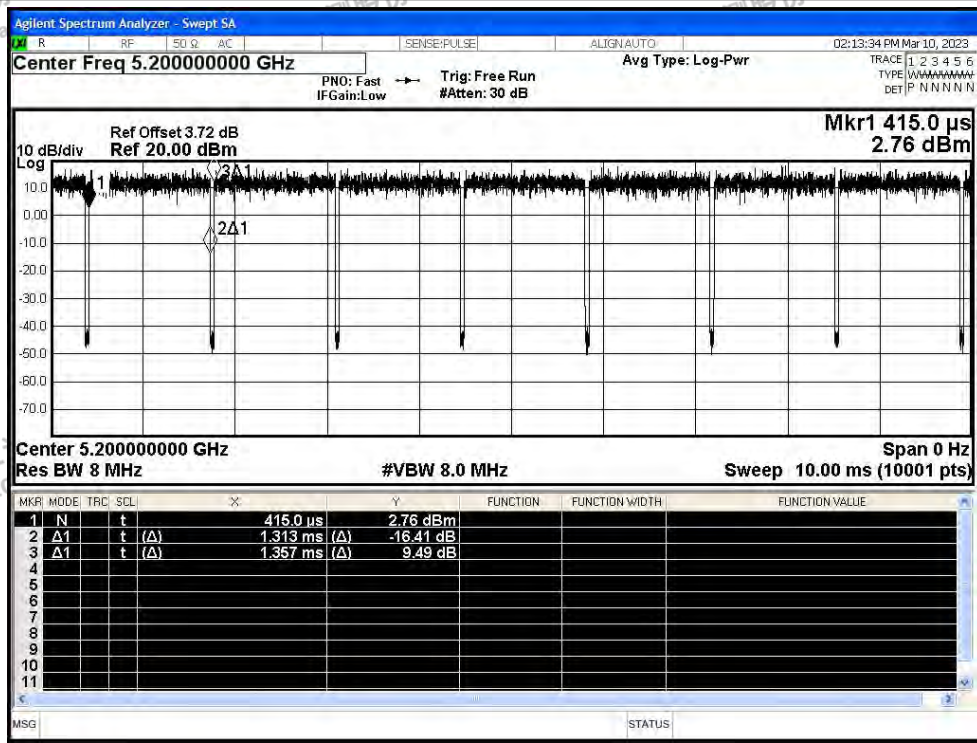 Agilent Spectrum Analyzer - Swept SA
R RF 50 Ω AC SENSE:PULSE ALIGN AUTO 02:13:34 PM Mar 10, 2023
Center Freq 5.200000000 GHz Avg Type: Log-Pwr TRACE 1 2 3 4 5 6
PNO: Fast Trig: Free Run TYPE WWWWWW
IFGain:Low #Atten: 30 dB DET P N N N N N
Mkr1 415.0 µs
Ref Offset 3.72 dB
10 dB/div Ref 20.00 dBm 2.76 dBm
Log
3Δ1
10.0 1
0.00
2Δ1
-10.0
-20.0
-30.0
-40.0
-50.0
-60.0
-70.0
Center 5.200000000 GHz Span 0 Hz
Res BW 8 MHz #VBW 8.0 MHz Sweep 10.00 ms (10001 pts)
MKR MODE TRC SCL X Y FUNCTION FUNCTION WIDTH FUNCTION VALUE
1 N t 415.0 µs 2.76 dBm
2 Δ1 t (Δ) 1.313 ms (Δ) -16.41 dB
3 Δ1 t (Δ) 1.357 ms (Δ) 9.49 dB
4
5
6
7
8
9
10
11
MSG STATUS